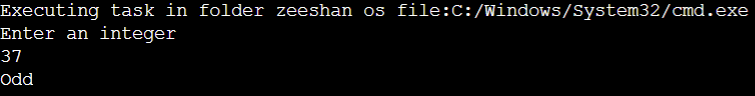 Executing task in folder zeeshan os file:C:/Windows/System32/cmd.exe
Enter an integer
37
Odd